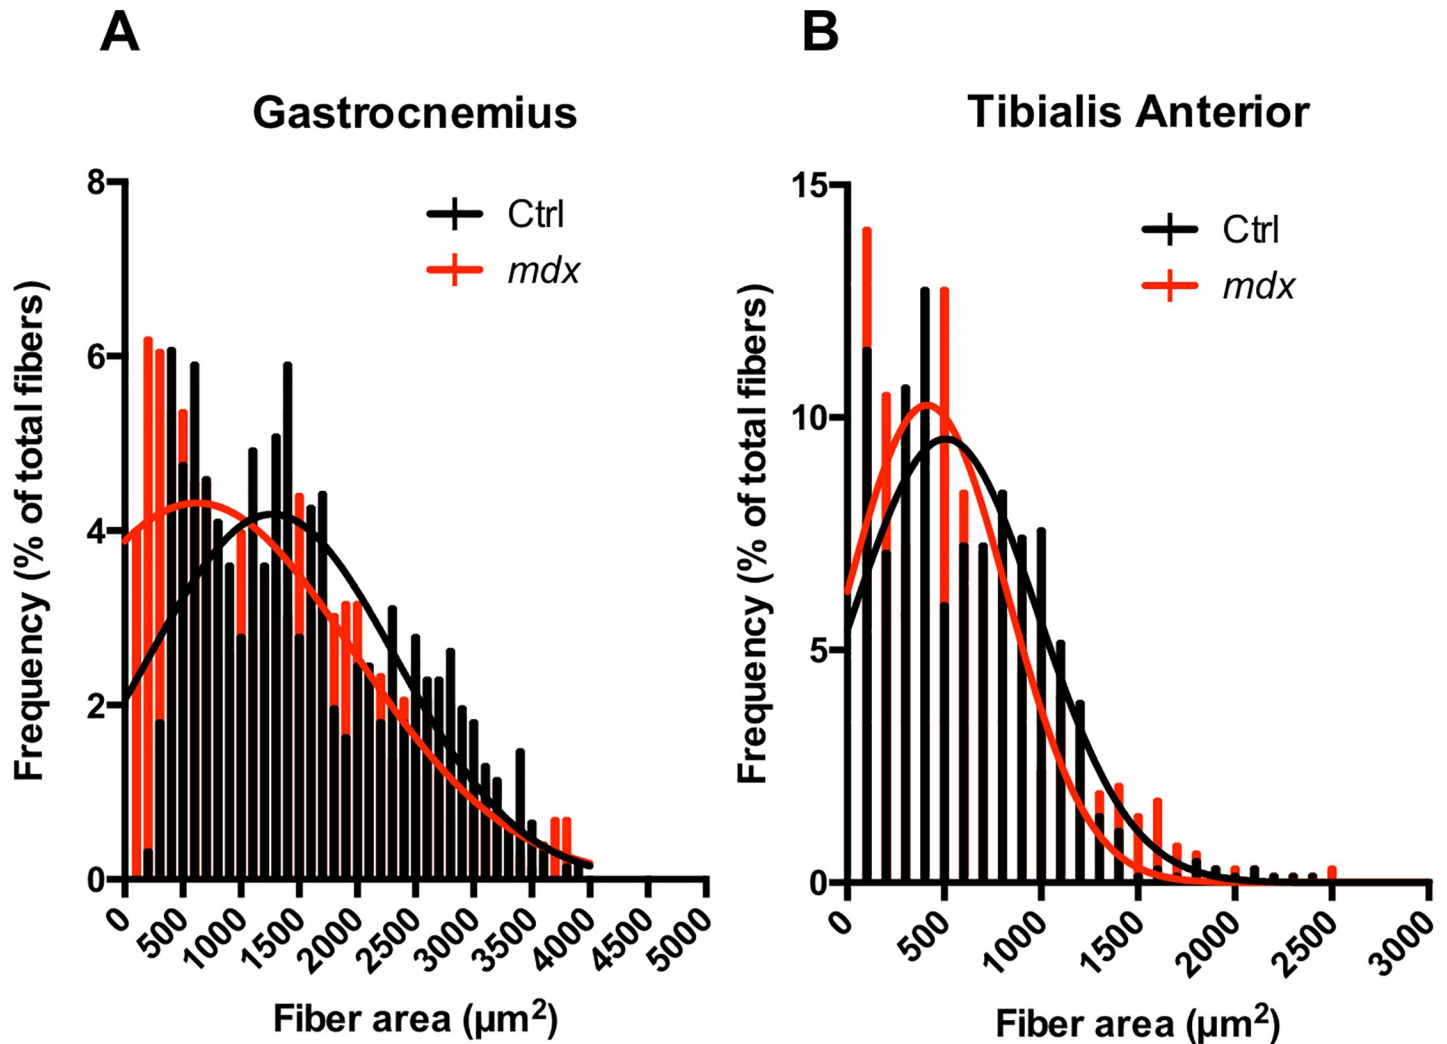 A
Gastrocnemius
Frequency (% of total fibers)
8
6
4
2
0
Ctrl
mdx
0
500
1000
1500
2000
2500
3000
3500
4000
4500
5000
Fiber area (µm²)
B
Tibialis Anterior
Frequency (% of total fibers)
15
10
5
0
Ctrl
mdx
0
500
1000
1500
2000
2500
3000
Fiber area (µm²)